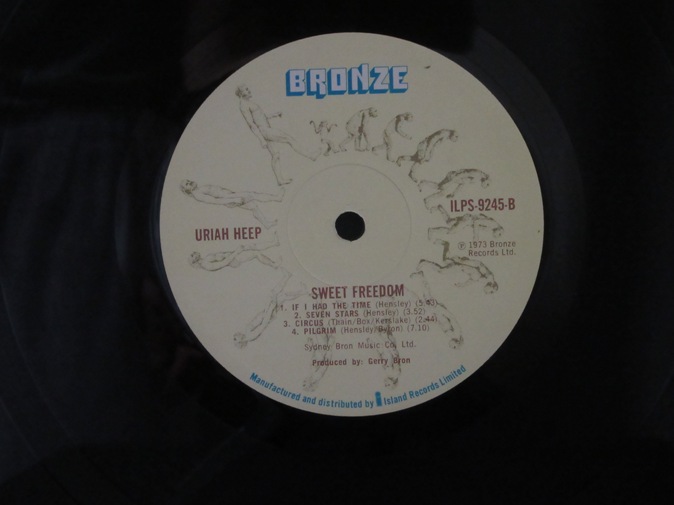 BRONZE
ILPS-9245-B
URIAH HEEP
℗ 1973 Bronze
Records Ltd.
SWEET FREEDOM
1. IF I HAD THE TIME (Hensley) (5.43)
2. SEVEN STARS (Hensley) (3.52)
3. CIRCUS (Thain/Box/Kerslake) (2.44)
4. PILGRIM (Hensley/Byron) (7.10)
Sydney Bron Music Co. Ltd.
Produced by: Gerry Bron
Manufactured and distributed by Island Records Limited